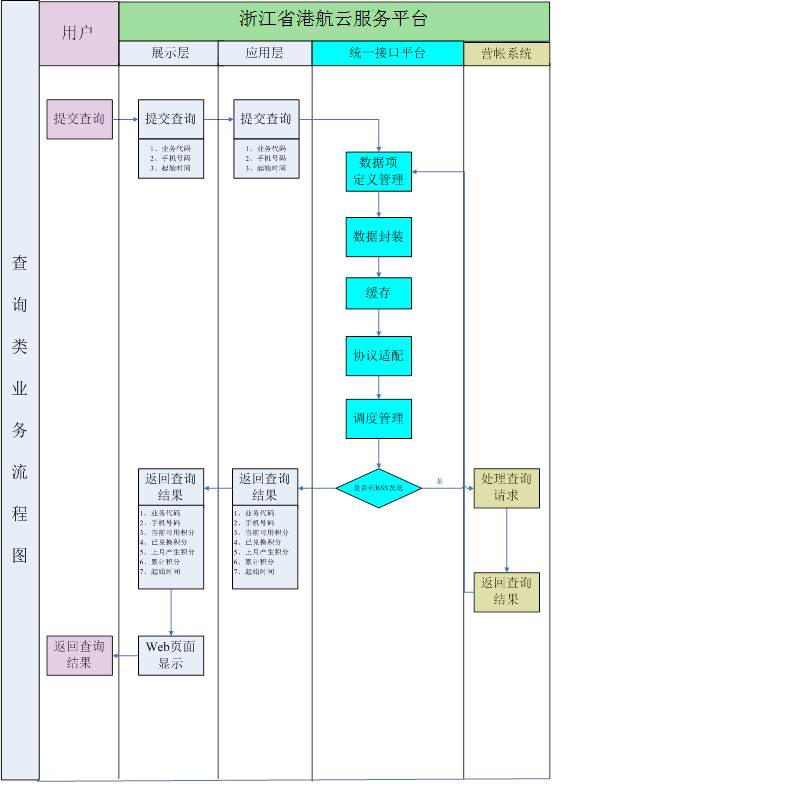 浙江省港航云服务平台
用户
展示层
应用层
统一接口平台
营帐系统
查
询
类
业
务
流
程
图
提交查询
提交查询
1、业务代码
2、手机号码
3、起始时间
提交查询
1、业务代码
2、手机号码
3、起始时间
数据项
定义管理
数据封装
缓存
协议适配
调度管理
是否向BSS发送
是
处理查询
请求
返回查询
结果
返回查询
结果
1、业务代码
2、手机号码
3、当前可用积分
4、已兑换积分
5、上月产生积分
6、累计积分
7、起始时间
返回查询
结果
1、业务代码
2、手机号码
3、当前可用积分
4、已兑换积分
5、上月产生积分
6、累计积分
7、起始时间
Web页面
显示
返回查询
结果